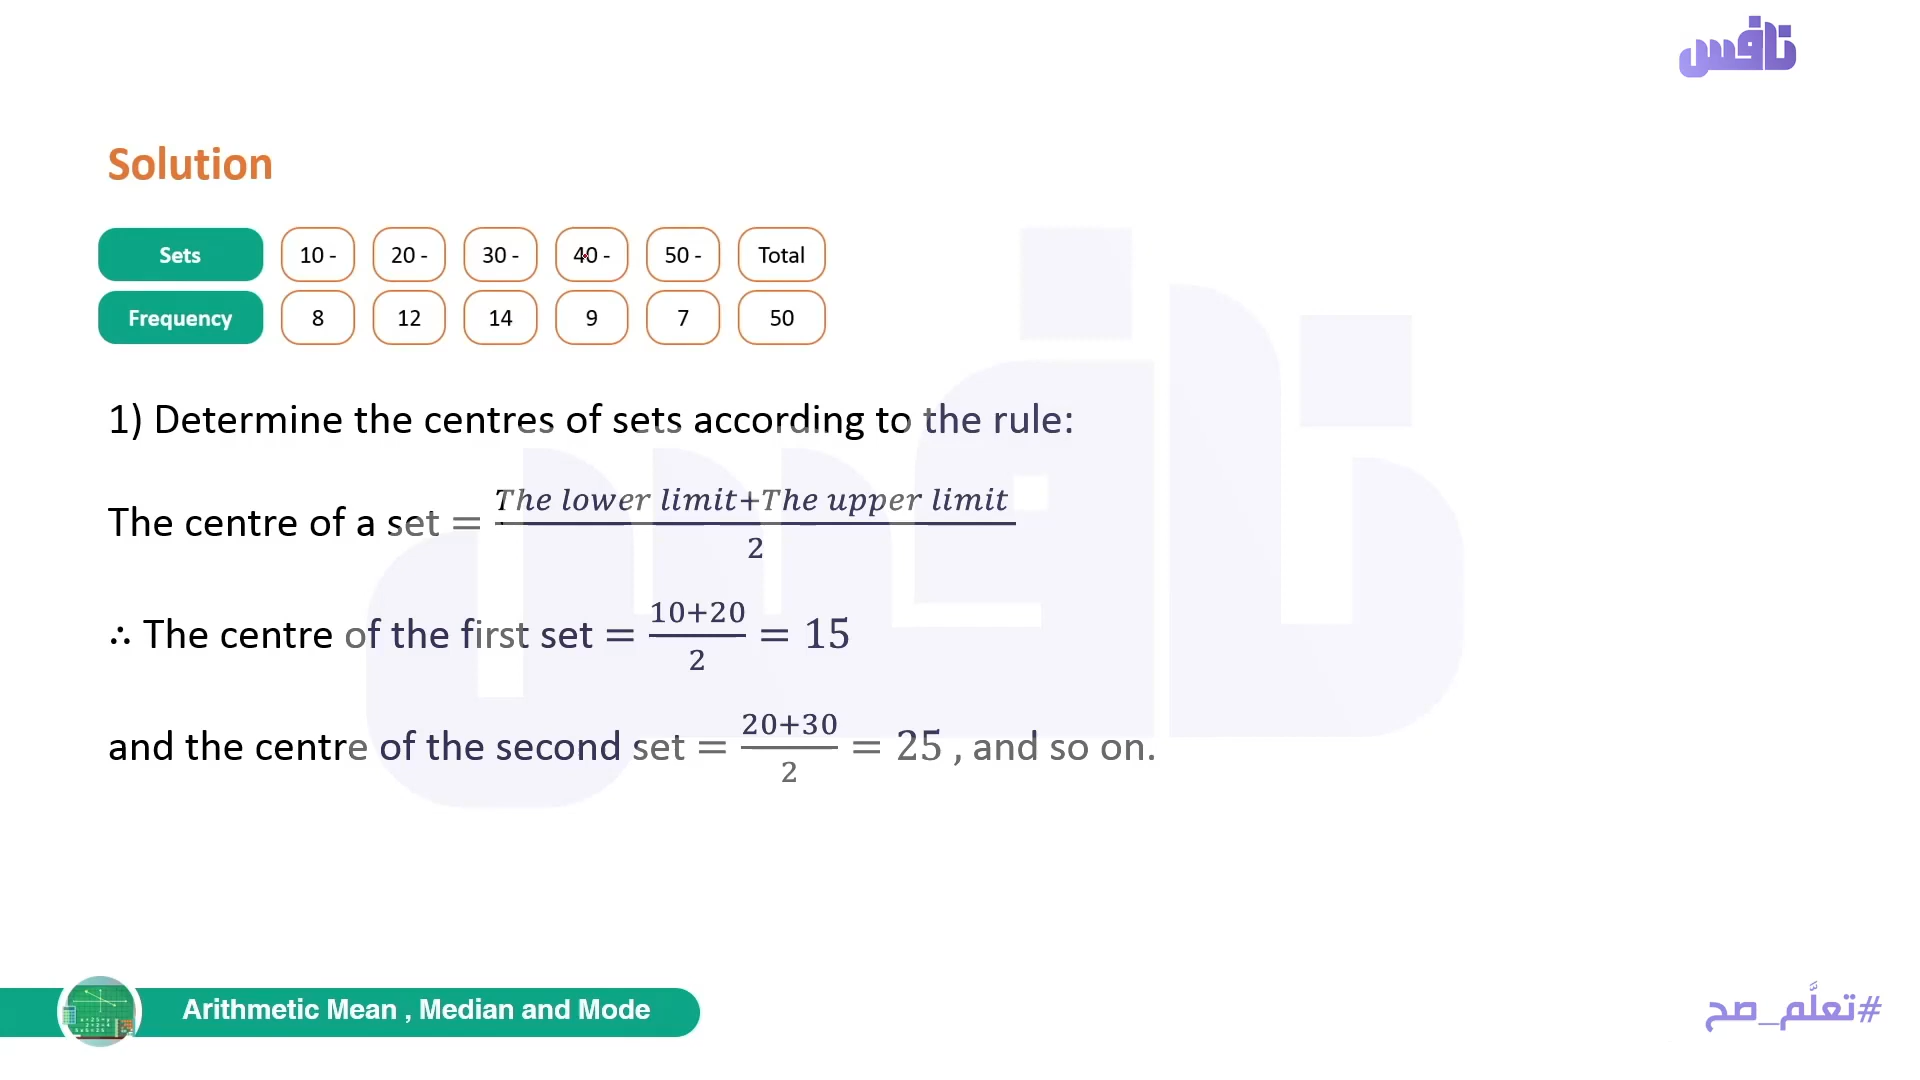 نافس
Solution
Sets 10 - 20 - 30 - 40 - 50 - Total
Frequency 8 12 14 9 7 50
1) Determine the centres of sets according to the rule:
The centre of a set = (The lower limit+The upper limit)/2
∴ The centre of the first set = (10+20)/2 = 15
and the centre of the second set = (20+30)/2 = 25 , and so on.
Arithmetic Mean , Median and Mode
#تعلَّم_صح